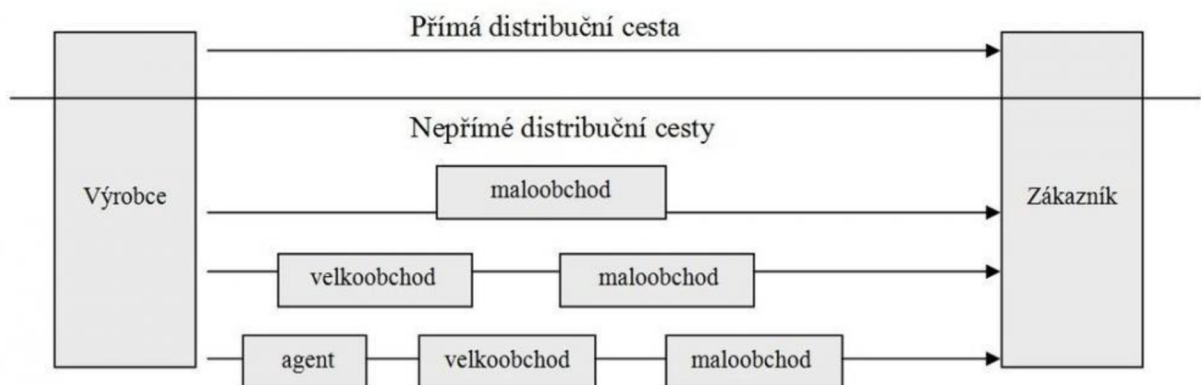 Přímá distribuční cesta
Nepřímé distribuční cesty
Výrobce
maloobchod
Zákazník
velkoobchod
maloobchod
agent
velkoobchod
maloobchod